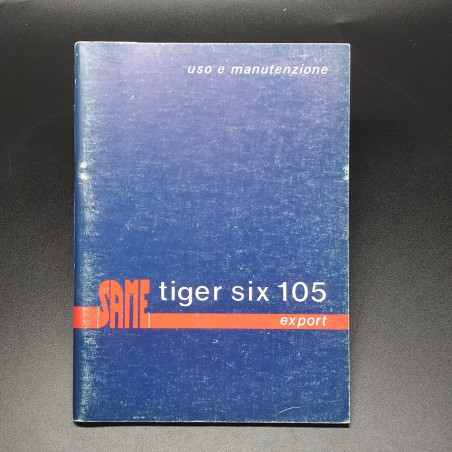 uso e manutenzione
SAME tiger six 105
export